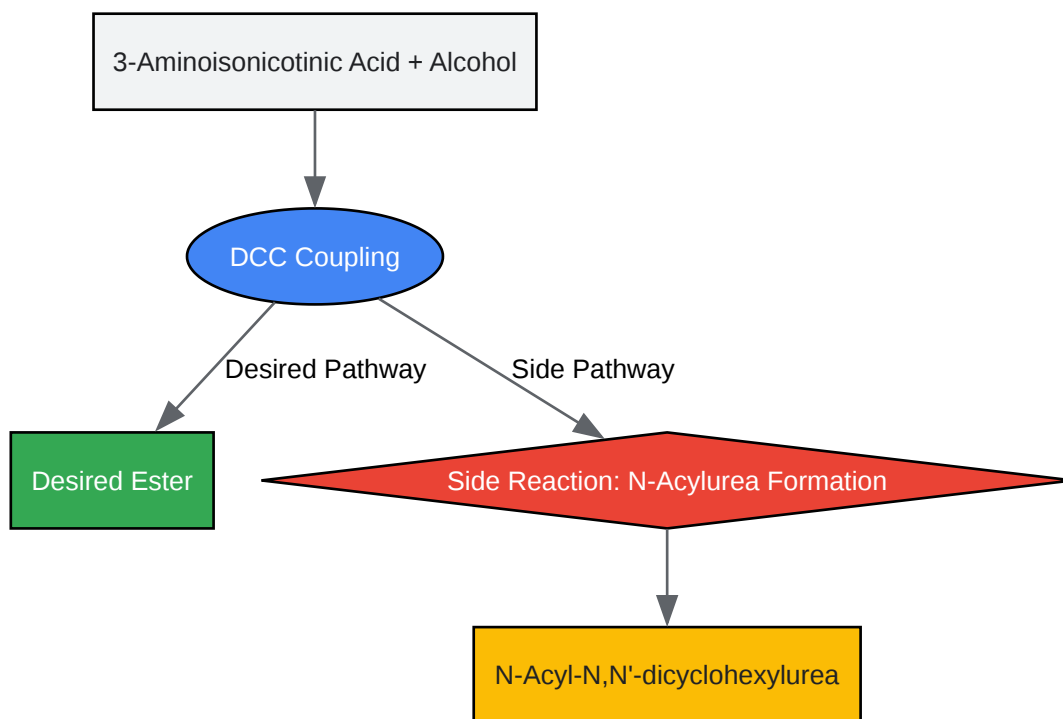 3-Aminoisonicotinic Acid + Alcohol
DCC Coupling
Desired Pathway
Side Pathway
Desired Ester
Side Reaction: N-Acylurea Formation
N-Acyl-N,N'-dicyclohexylurea